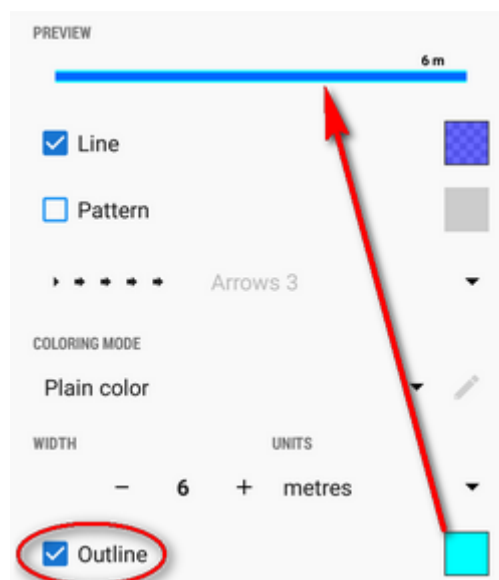 PREVIEW
6 m
Line
Pattern
Arrows 3
COLORING MODE
Plain color
WIDTH UNITS
− 6 + metres
Outline